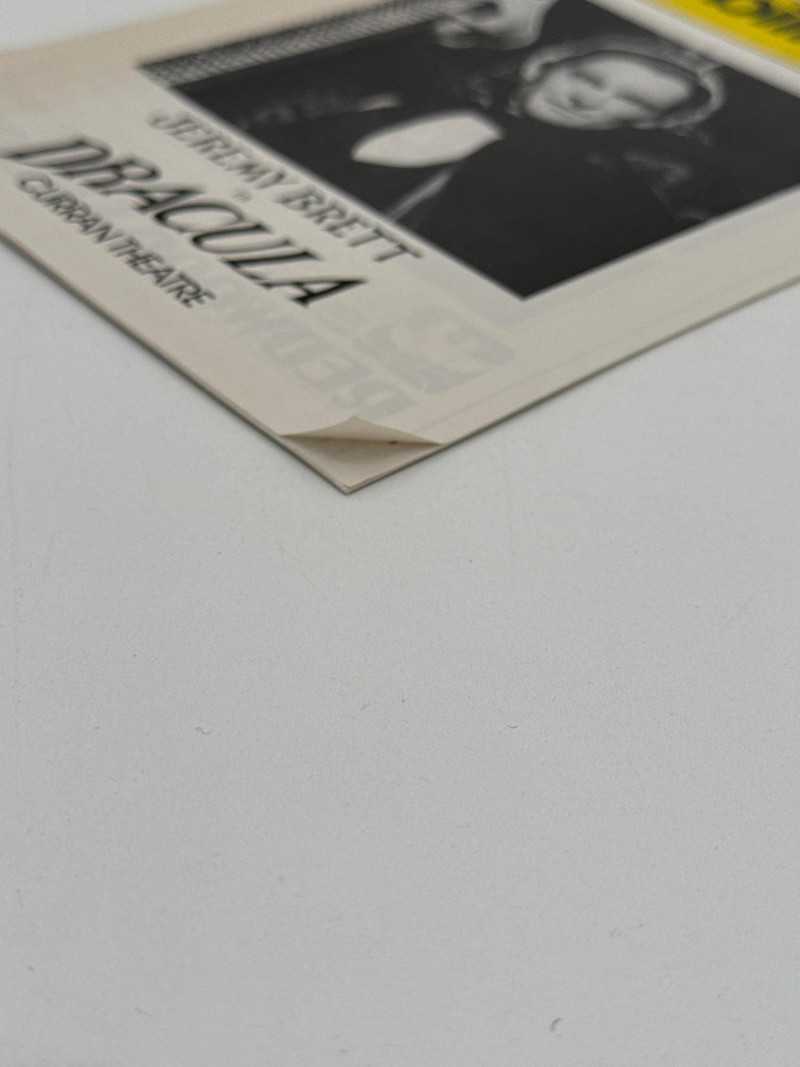 JEREMY BRETT
in
DRACULA
CURRAN THEATRE